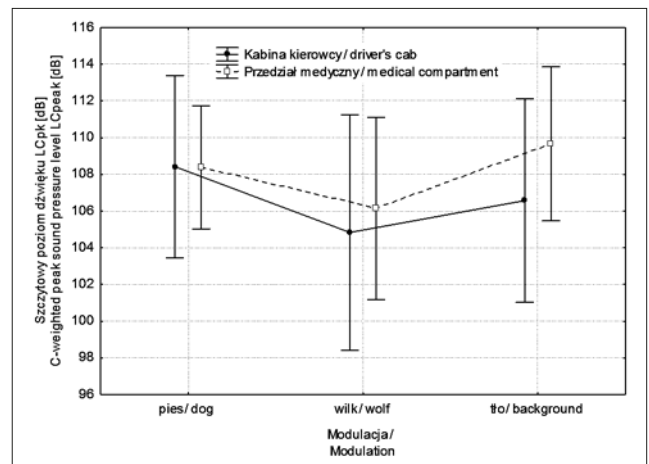 Szczytowy poziom dźwięku LCpk [dB]
C-weighted peak sound pressure level LCpeak [dB]
116
114
112
110
108
106
104
102
100
98
96
Kabina kierowcy/ driver's cab
Przedział medyczny/ medical compartment
pies/ dog
wilk/ wolf
tło/ background
Modulacja/
Modulation